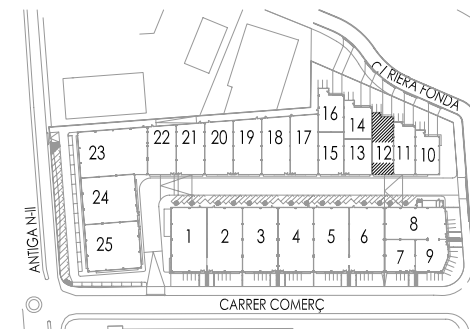 C/ RIERA FONDA
16
14
22 21 20 19 18 17
23
15 13 12 11 10
24
25
1 2 3 4 5 6
8
7 9
ANTIGA N-II
CARRER COMERÇ